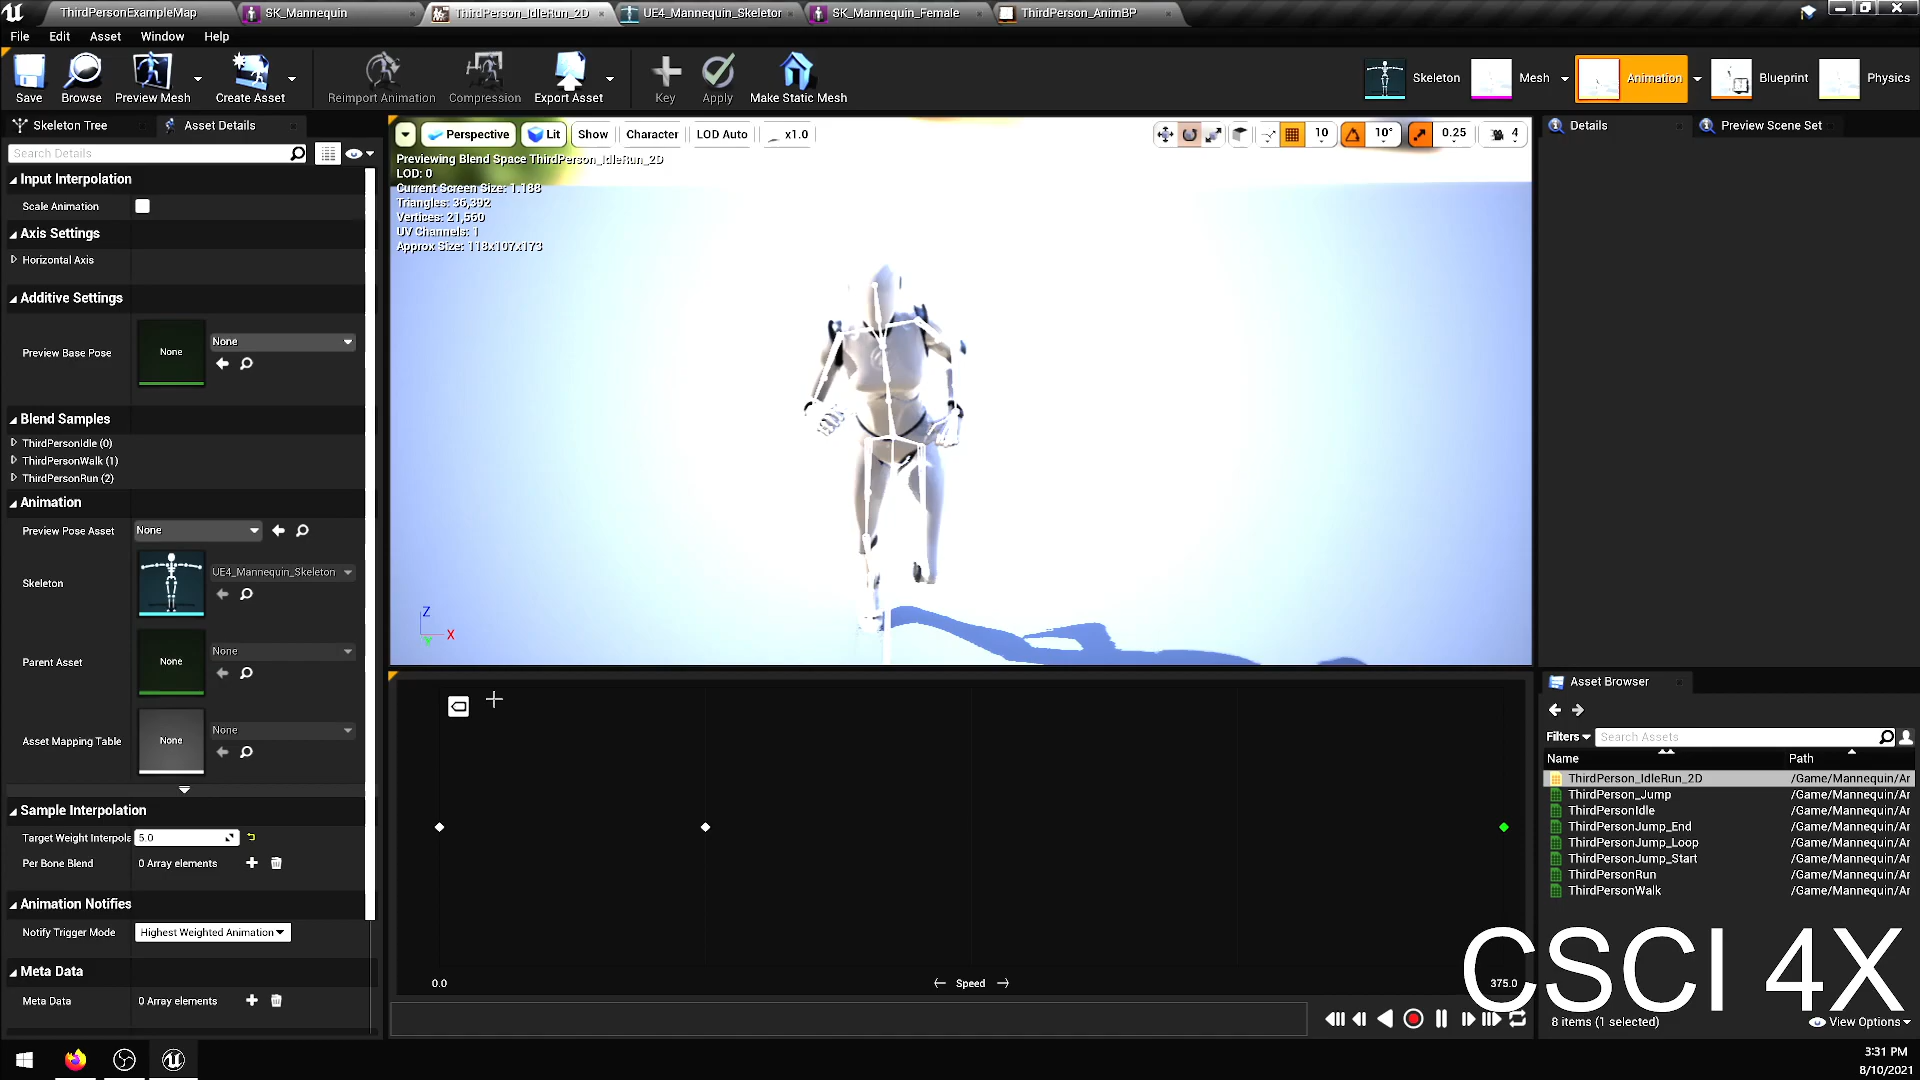 ThirdPersonExampleMap
SK_Mannequin
ThirdPerson_IdleRun_2D
UE4_Mannequin_Skeletor
SK_Mannequin_Female
ThirdPerson_AnimBP
File
Edit
Asset
Window
Help
Save
Browse
Preview Mesh
Create Asset
Reimport Animation
Compression
Export Asset
Key
Apply
Make Static Mesh
Skeleton
Mesh
Animation
Blueprint
Physics
Skeleton Tree
Asset Details
Search Details
Input Interpolation
Scale Animation
Axis Settings
Horizontal Axis
Additive Settings
Preview Base Pose
None
None
Blend Samples
ThirdPersonIdle (0)
ThirdPersonWalk (1)
ThirdPersonRun (2)
Animation
Preview Pose Asset
None
Skeleton
UE4_Mannequin_Skeleton
Parent Asset
None
None
Asset Mapping Table
None
None
Sample Interpolation
Target Weight Interpola
5.0
Per Bone Blend
0 Array elements
Animation Notifies
Notify Trigger Mode
Highest Weighted Animation
Meta Data
Meta Data
0 Array elements
Perspective
Lit
Show
Character
LOD Auto
x1.0
10
10°
0.25
4
Previewing Blend Space ThirdPerson_IdleRun_2D
LOD: 0
Current Screen Size: 1.188
Triangles: 36,392
Vertices: 21,560
UV Channels: 1
Approx Size: 118x107x173
Z
X
Y
0.0
Speed
375.0
Details
Preview Scene Set
Asset Browser
Filters
Search Assets
Name
Path
ThirdPerson_IdleRun_2D /Game/Mannequin/Ar
ThirdPerson_Jump /Game/Mannequin/Ar
ThirdPersonIdle /Game/Mannequin/Ar
ThirdPersonJump_End /Game/Mannequin/Ar
ThirdPersonJump_Loop /Game/Mannequin/Ar
ThirdPersonJump_Start /Game/Mannequin/Ar
ThirdPersonRun /Game/Mannequin/Ar
ThirdPersonWalk /Game/Mannequin/Ar
CSCI 4X
8 items (1 selected)
View Options
3:31 PM
8/10/2021